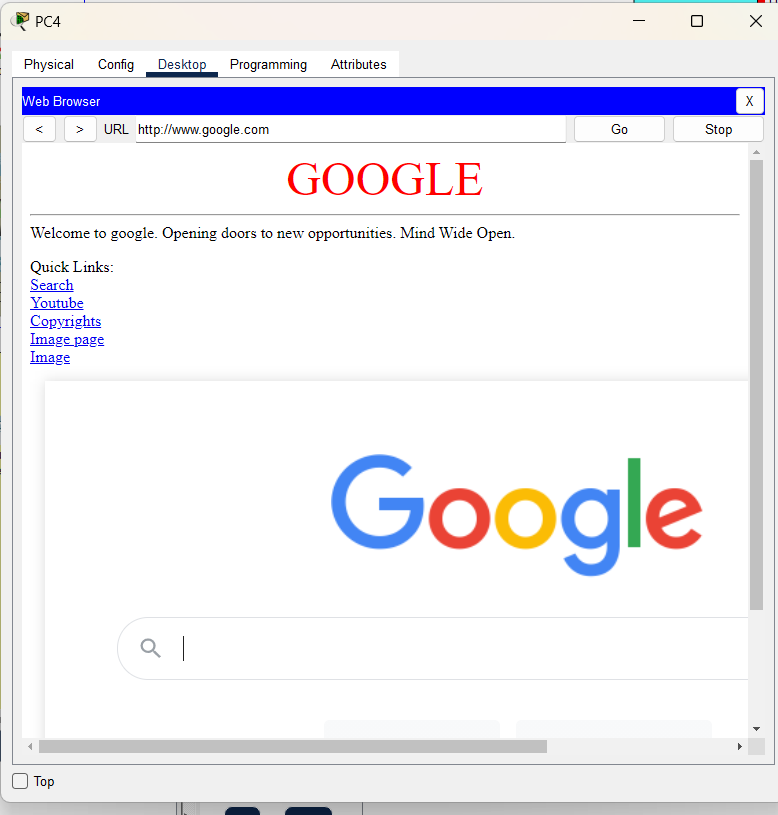 PC4
Physical Config Desktop Programming Attributes
Web Browser X
< > URL http://www.google.com Go Stop
GOOGLE
Welcome to google. Opening doors to new opportunities. Mind Wide Open.
Quick Links:
Search
Youtube
Copyrights
Image page
Image
Google
Top